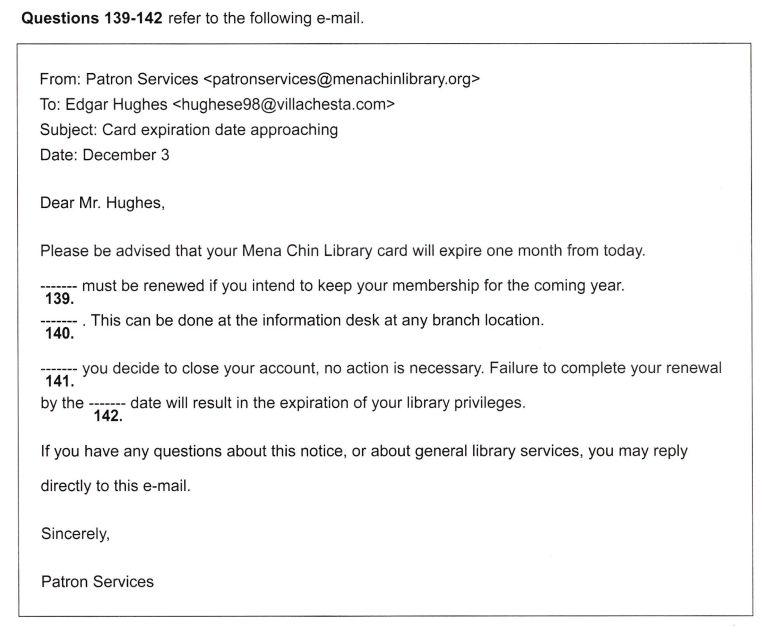 Questions 139-142 refer to the following e-mail.
From: Patron Services <patronservices@menachinlibrary.org>
To: Edgar Hughes <hughese98@villachesta.com>
Subject: Card expiration date approaching
Date: December 3
Dear Mr. Hughes,
Please be advised that your Mena Chin Library card will expire one month from today.
------- must be renewed if you intend to keep your membership for the coming year.
139.
------- . This can be done at the information desk at any branch location.
140.
------- you decide to close your account, no action is necessary. Failure to complete your renewal
141.
by the ------- date will result in the expiration of your library privileges.
142.
If you have any questions about this notice, or about general library services, you may reply
directly to this e-mail.
Sincerely,
Patron Services